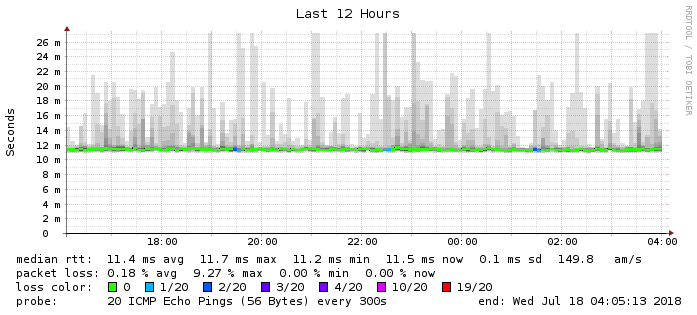 Last 12 Hours
RRDTOOL / TOBI OETIKER
Seconds
26 m
24 m
22 m
20 m
18 m
16 m
14 m
12 m
10 m
8 m
6 m
4 m
2 m
0
18:00 20:00 22:00 00:00 02:00 04:00
median rtt: 11.4 ms avg 11.7 ms max 11.2 ms min 11.5 ms now 0.1 ms sd 149.8 am/s
packet loss: 0.18 % avg 9.27 % max 0.00 % min 0.00 % now
loss color: 0 1/20 2/20 3/20 4/20 10/20 19/20
probe: 20 ICMP Echo Pings (56 Bytes) every 300s end: Wed Jul 18 04:05:13 2018